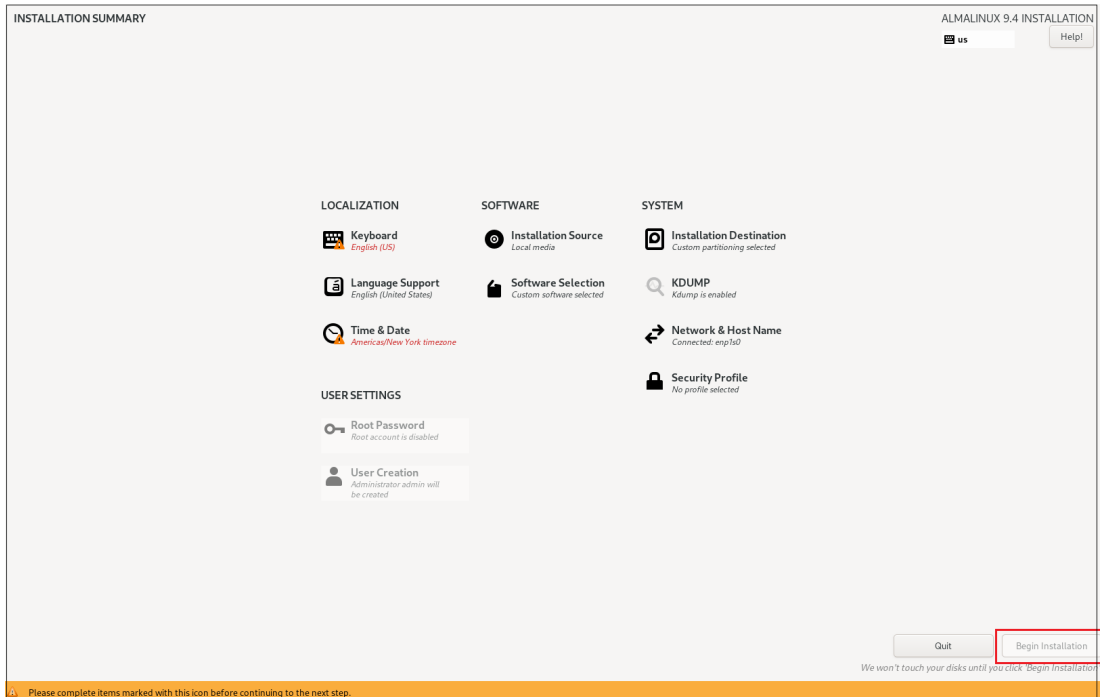 INSTALLATION SUMMARY
ALMALINUX 9.4 INSTALLATION
us
Help!
LOCALIZATION
Keyboard
English (US)
Language Support
English (United States)
Time & Date
Americas/New York timezone
USER SETTINGS
Root Password
Root account is disabled
User Creation
Administrator admin will
be created
SOFTWARE
Installation Source
Local media
Software Selection
Custom software selected
SYSTEM
Installation Destination
Custom partitioning selected
KDUMP
Kdump is enabled
Network & Host Name
Connected: enp1s0
Security Profile
No profile selected
Quit
Begin Installation
We won't touch your disks until you click 'Begin Installation
Please complete items marked with this icon before continuing to the next step.